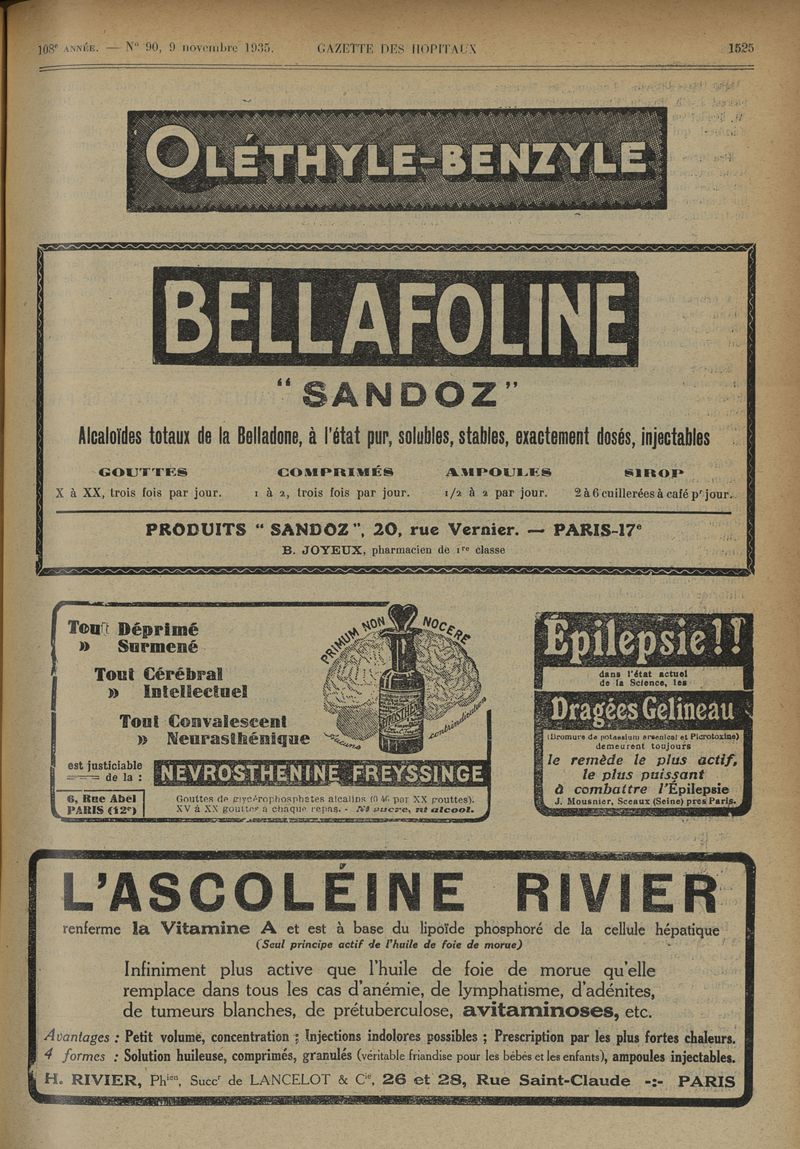 108e ANNÉE. — N° 90, 9 novembre 1935. GAZETTE DES HOPITAUX 1525
OLÉTHYLE-BENZYLE
BELLAFOLINE
“SANDOZ”
Alcaloïdes totaux de la Belladone, à l'état pur, solubles, stables, exactement dosés, injectables
GOUTTES COMPRIMÉS AMPOULES SIROP
X à XX, trois fois par jour. 1 à 2, trois fois par jour. 1/2 à 2 par jour. 2 à 6 cuillerées à café pr jour.
PRODUITS “ SANDOZ ”, 20, rue Vernier. — PARIS-17e
B. JOYEUX, pharmacien de 1re classe
Tout Déprimé
» Surmené
Tout Cérébral
» Intellectuel
Tout Convalescent
» Neurasthénique
PRIMUM NON NOCERE
aucune contrindication
est justiciable
de la :
NEVROSTHENINE FREYSSINGE
6, Rue Abel
PARIS (12e)
Gouttes de glycérophosphates alcalins (0.40 par XX gouttes).
XV à XX gouttes à chaque repas. - Ni sucre, ni alcool.
Épilepsie!!
dans l'état actuel
de la Science, les
Dragées Gelineau
(Bromure de potassium arsenical et Picrotoxine)
demeurent toujours
le remède le plus actif,
le plus puissant
à combattre l'Épilepsie
J. Mousnier, Sceaux (Seine) près Paris.
L'ASCOLÉINE RIVIER
renferme la Vitamine A et est à base du lipoïde phosphoré de la cellule hépatique
(Seul principe actif de l'huile de foie de morue)
Infiniment plus active que l'huile de foie de morue qu'elle
remplace dans tous les cas d'anémie, de lymphatisme, d'adénites,
de tumeurs blanches, de prétuberculose, avitaminoses, etc.
Avantages : Petit volume, concentration ; Injections indolores possibles ; Prescription par les plus fortes chaleurs.
4 formes : Solution huileuse, comprimés, granulés (véritable friandise pour les bébés et les enfants), ampoules injectables.
H. RIVIER, Phien, Succr de LANCELOT & Cie, 26 et 28, Rue Saint-Claude -:- PARIS